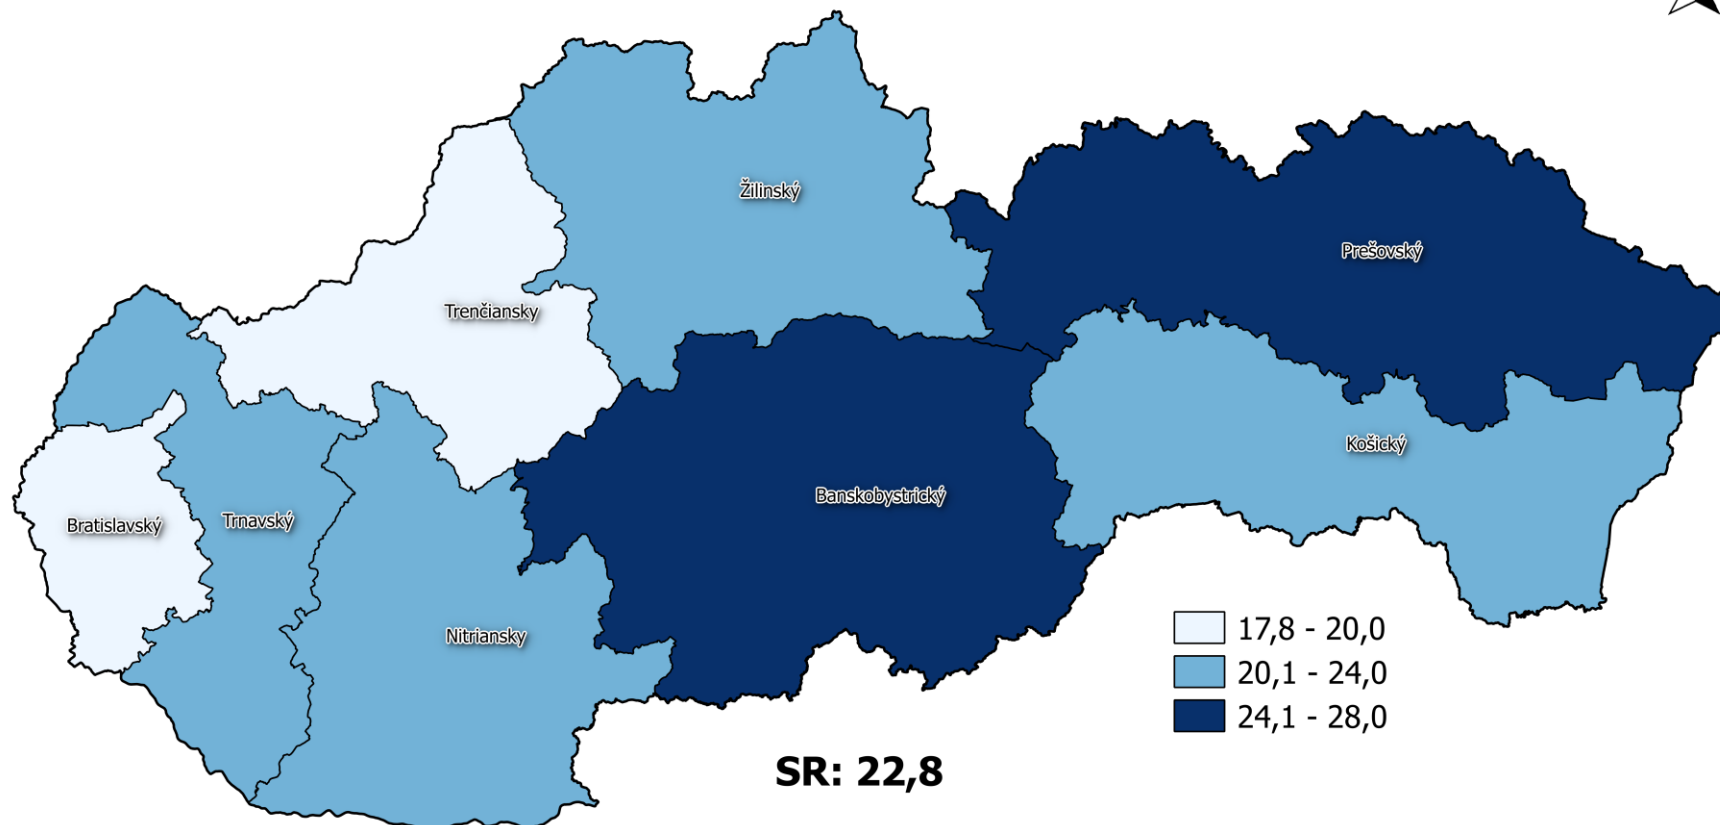 Žilinský
Prešovský
Trenčiansky
Košický
Banskobystrický
Bratislavský
Trnavský
Nitriansky
17,8 - 20,0
20,1 - 24,0
24,1 - 28,0
SR: 22,8